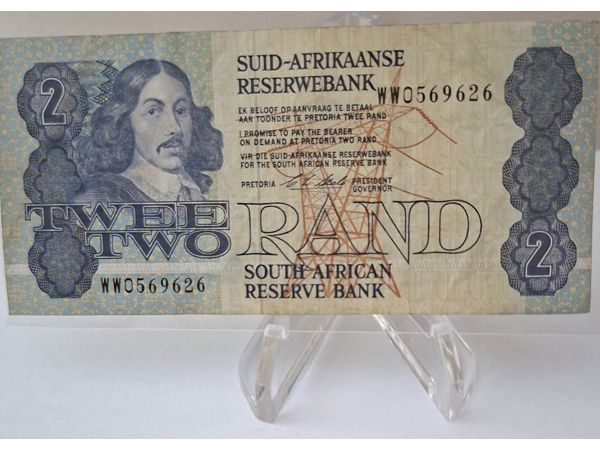 2
SUID-AFRIKAANSE
RESERWEBANK
WW0569626
EK BELOOF OP AANVRAAG TE BETAAL
AAN TOONDER TE PRETORIA TWEE RAND
I PROMISE TO PAY THE BEARER
ON DEMAND AT PRETORIA TWO RAND
VIR DIE SUID-AFRIKAANSE RESERWEBANK
FOR THE SOUTH AFRICAN RESERVE BANK
PRETORIA
PRESIDENT
GOVERNOR
TWEE
TWO
RAND
2
SOUTH AFRICAN
RESERVE BANK
WW0569626